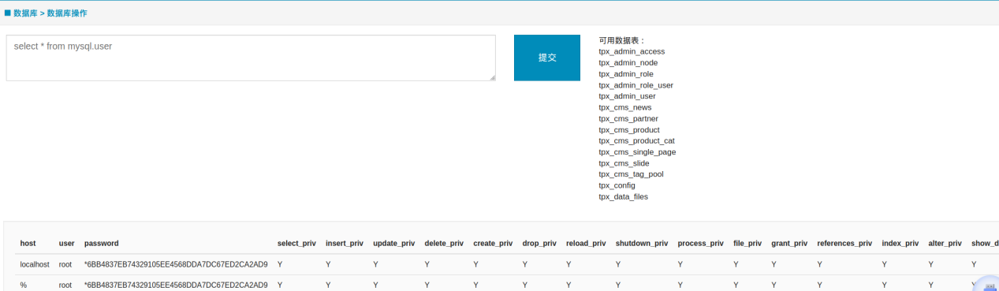 数据库 > 数据库操作
select * from mysql.user
提交
可用数据表：
tpx_admin_access
tpx_admin_node
tpx_admin_role
tpx_admin_role_user
tpx_admin_user
tpx_cms_news
tpx_cms_partner
tpx_cms_product
tpx_cms_product_cat
tpx_cms_single_page
tpx_cms_slide
tpx_cms_tag_pool
tpx_config
tpx_data_files
host user password select_priv insert_priv update_priv delete_priv create_priv drop_priv reload_priv shutdown_priv process_priv file_priv grant_priv references_priv index_priv alter_priv show_d
localhost root *6BB4837EB74329105EE4568DDA7DC67ED2CA2AD9 Y Y Y Y Y Y Y Y Y Y Y Y Y Y Y
% root *6BB4837EB74329105EE4568DDA7DC67ED2CA2AD9 Y Y Y Y Y Y Y Y Y Y Y Y Y Y Y